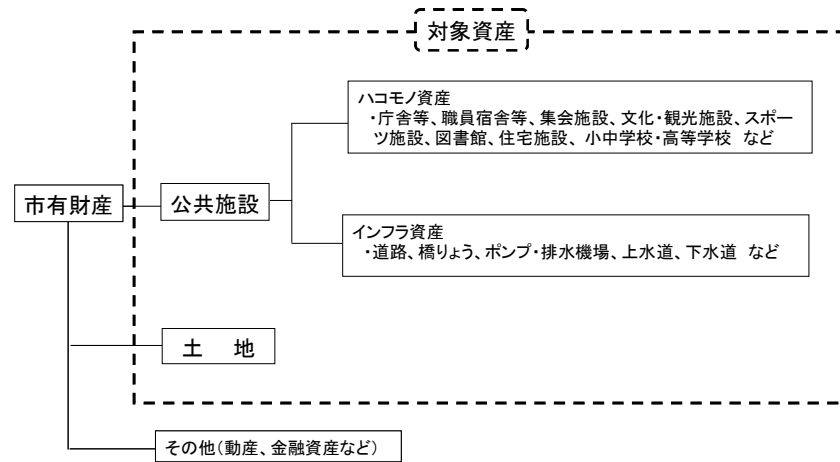 対象資産
ハコモノ資産
・庁舎等、職員宿舎等、集会施設、文化・観光施設、スポー
ツ施設、図書館、住宅施設、小中学校・高等学校 など
市有財産
公共施設
インフラ資産
・道路、橋りょう、ポンプ・排水機場、上水道、下水道 など
土 地
その他（動産、金融資産など）